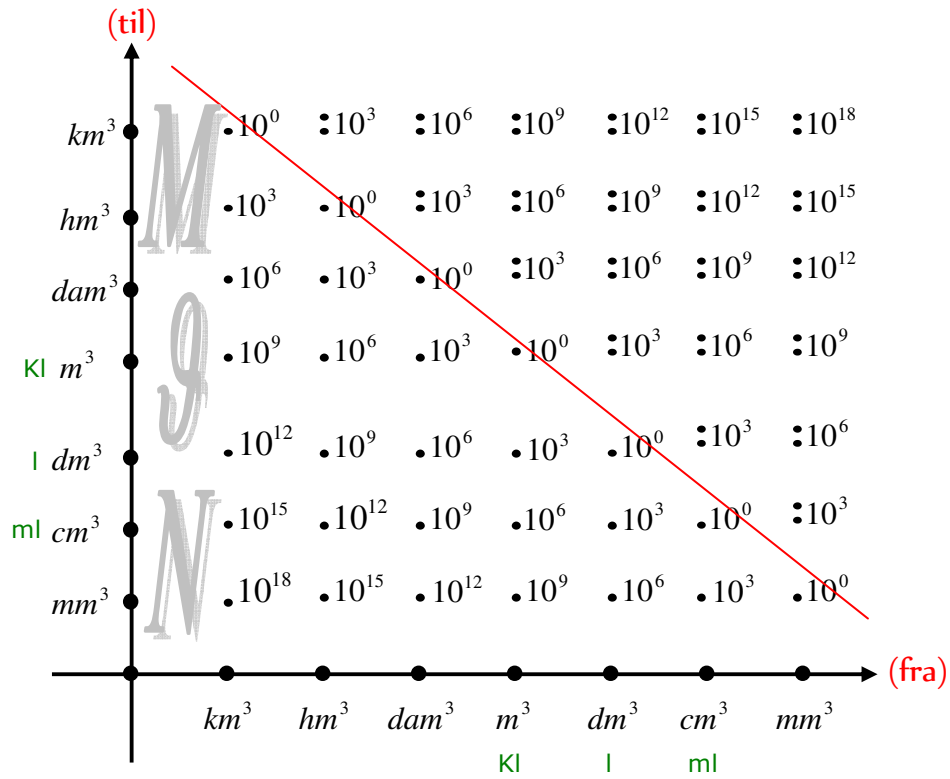 (til)
km³ ·10⁰ :10³ :10⁶ :10⁹ :10¹² :10¹⁵ :10¹⁸
M
hm³ ·10³ ·10⁰ :10³ :10⁶ :10⁹ :10¹² :10¹⁵
dam³ ·10⁶ ·10³ ·10⁰ :10³ :10⁶ :10⁹ :10¹²
9
Kl m³ ·10⁹ ·10⁶ ·10³ ·10⁰ :10³ :10⁶ :10⁹
l dm³ ·10¹² ·10⁹ ·10⁶ ·10³ ·10⁰ :10³ :10⁶
N
ml cm³ ·10¹⁵ ·10¹² ·10⁹ ·10⁶ ·10³ ·10⁰ :10³
mm³ ·10¹⁸ ·10¹⁵ ·10¹² ·10⁹ ·10⁶ ·10³ ·10⁰
(fra)
km³ hm³ dam³ m³ dm³ cm³ mm³
Kl l ml